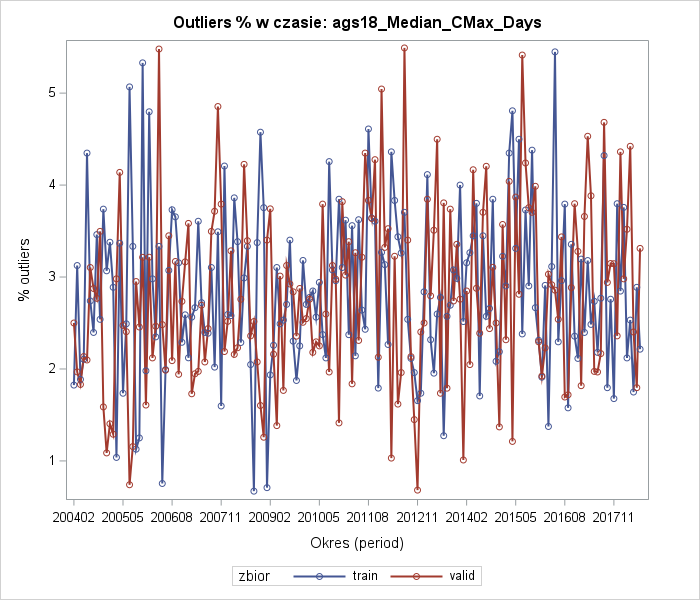 Outliers % w czasie: ags18_Median_CMax_Days
% outliers
5
4
3
2
1
200402 200505 200608 200711 200902 201005 201108 201211 201402 201505 201608 201711
Okres (period)
zbior train valid